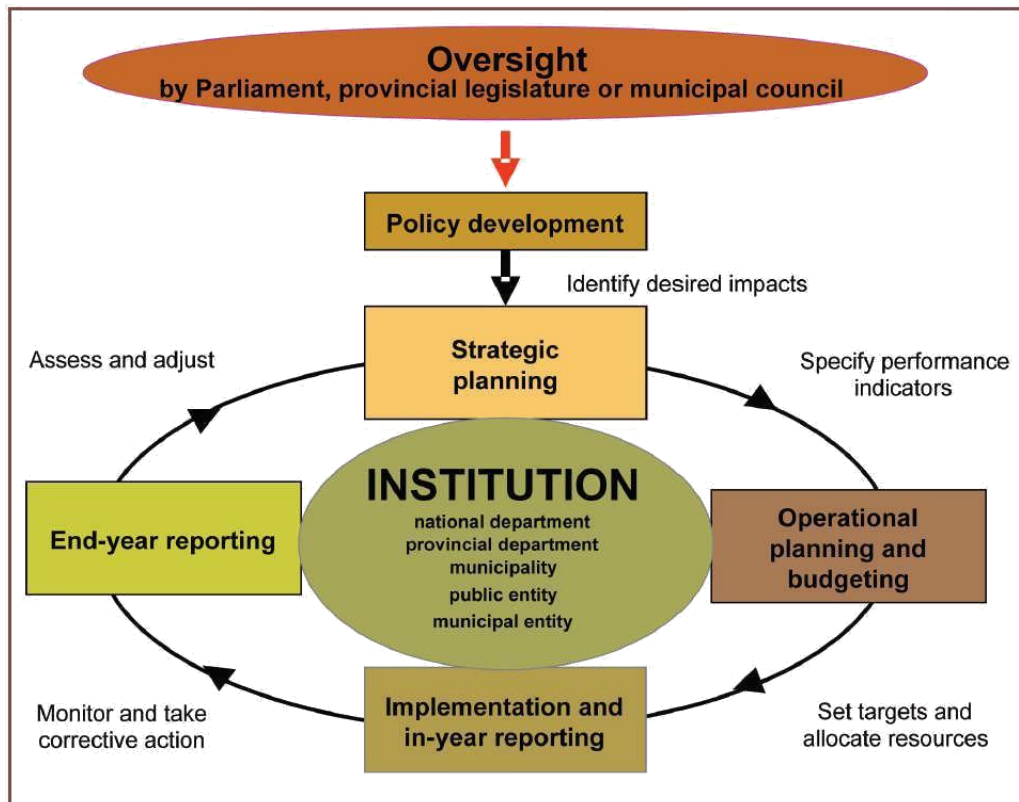 Oversight
by Parliament, provincial legislature or municipal council
Policy development
Identify desired impacts
Strategic
planning
Assess and adjust
Specify performance
indicators
INSTITUTION
national department
provincial department
municipality
public entity
municipal entity
End-year reporting
Operational
planning and
budgeting
Implementation and
in-year reporting
Monitor and take
corrective action
Set targets and
allocate resources